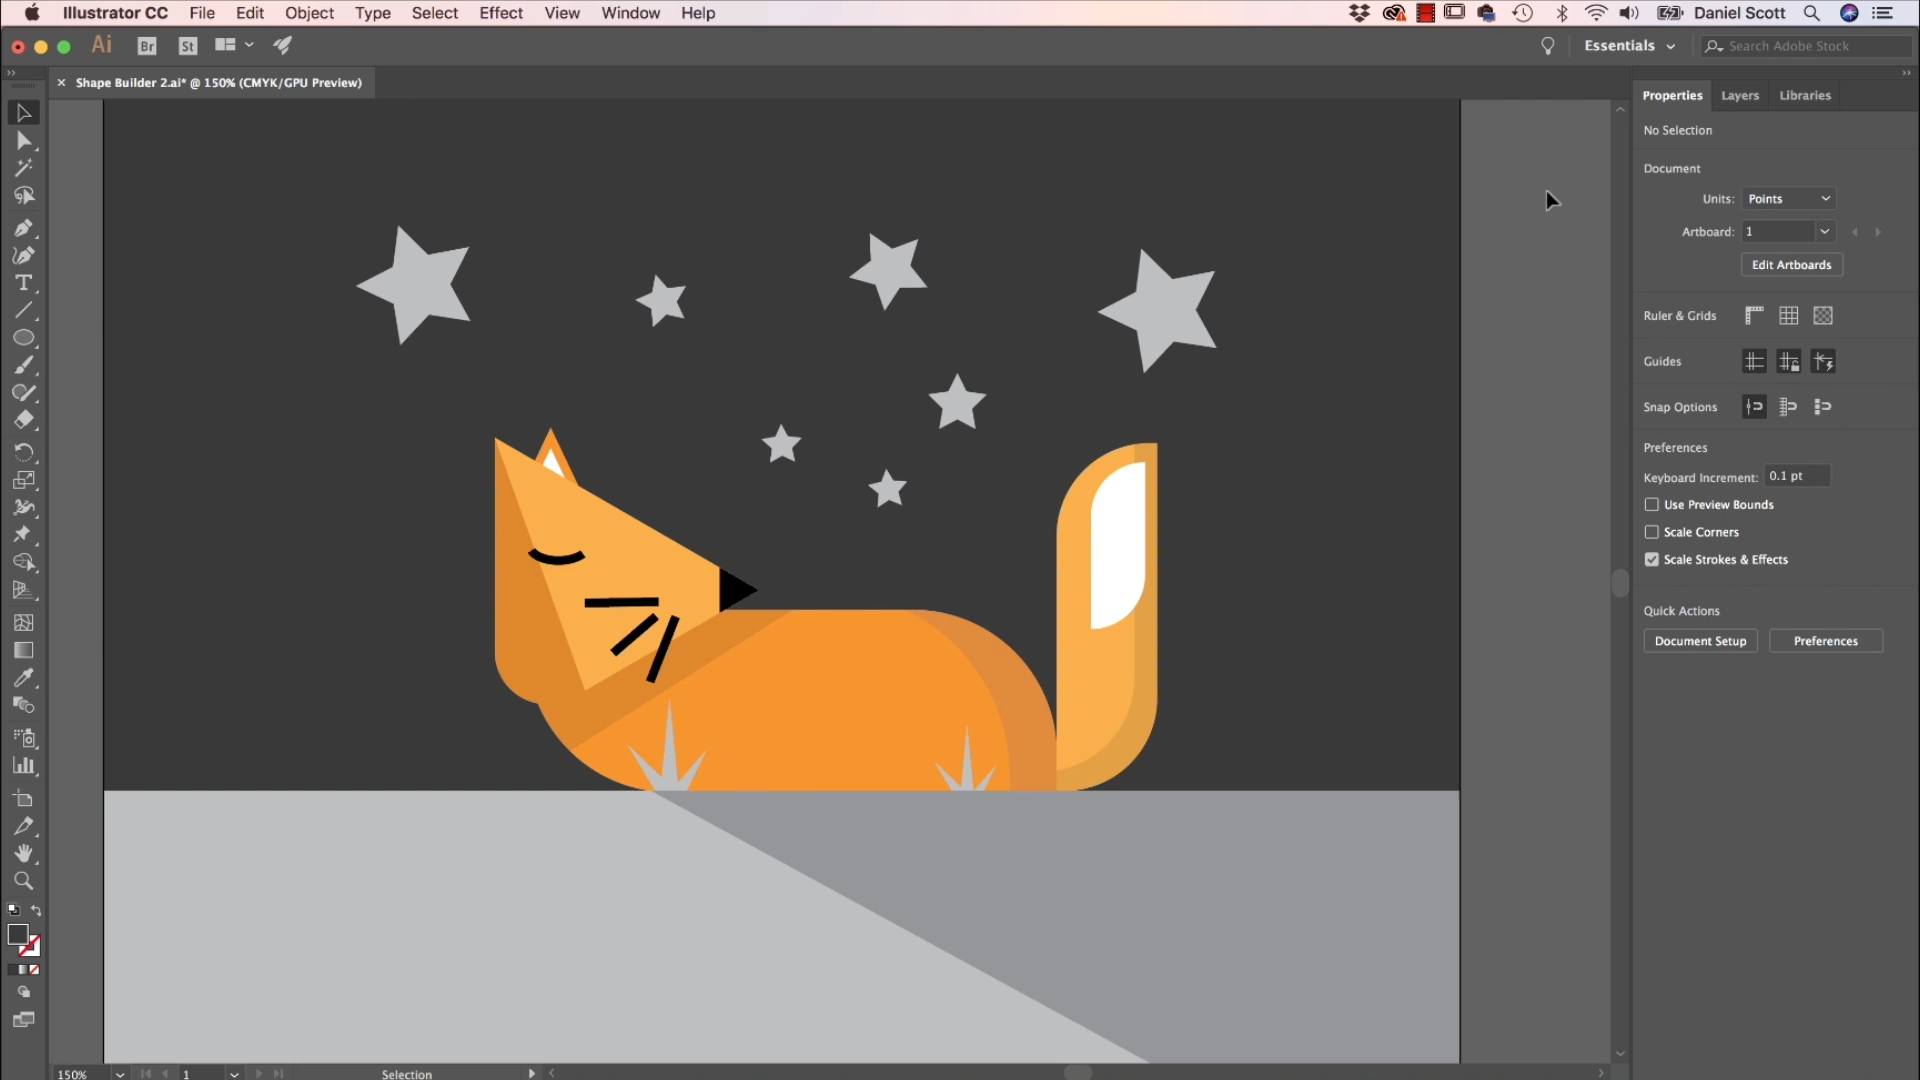 Illustrator CC File Edit Object Type Select Effect View Window Help Daniel Scott
Ai Br St Essentials Search Adobe Stock
Shape Builder 2.ai* @ 150% (CMYK/GPU Preview)
Properties Layers Libraries
No Selection
Document
Units: Points
Artboard: 1
Edit Artboards
Ruler & Grids
Guides
Snap Options
Preferences
Keyboard Increment: 0.1 pt
Use Preview Bounds
Scale Corners
Scale Strokes & Effects
Quick Actions
Document Setup Preferences
150% 1 Selection